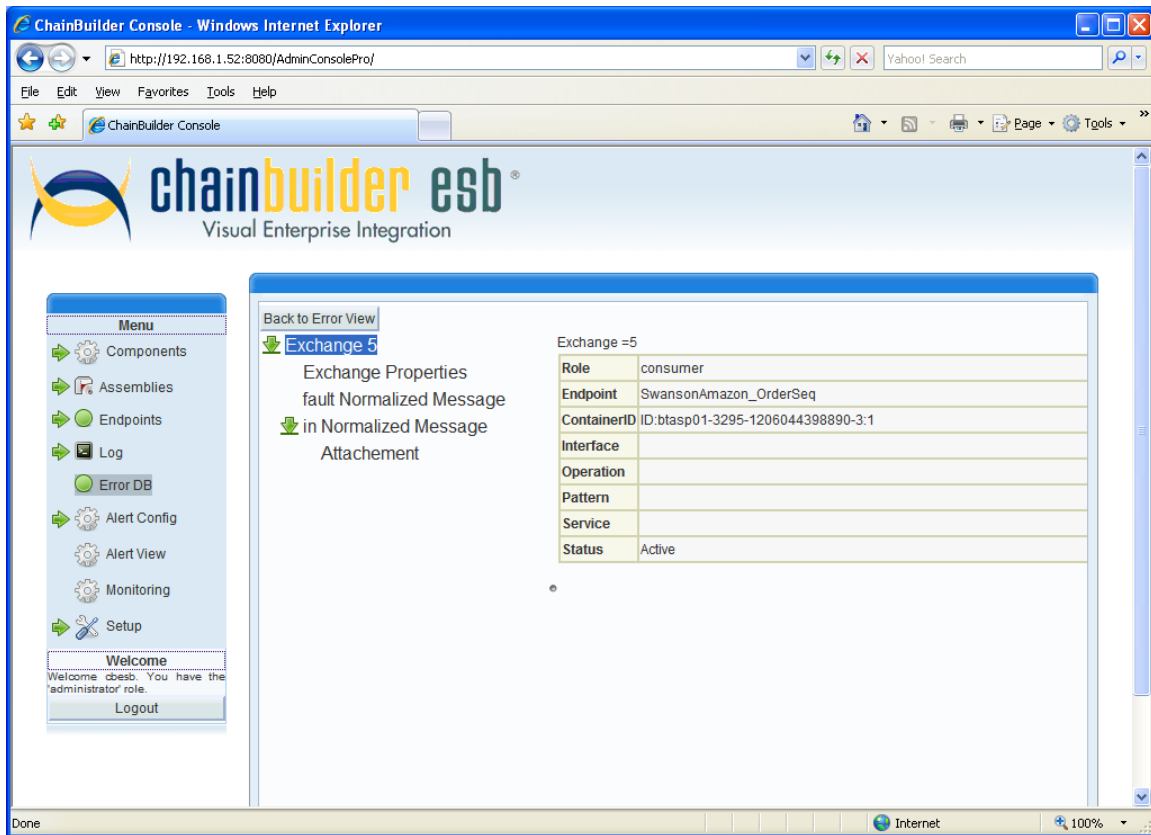 ChainBuilder Console - Windows Internet Explorer
http://192.168.1.52:8080/AdminConsolePro/
Yahoo! Search
File Edit View Favorites Tools Help
ChainBuilder Console
Page Tools »
chainbuilder esb ®
Visual Enterprise Integration
Menu
Components
Assemblies
Endpoints
Log
Error DB
Alert Config
Alert View
Monitoring
Setup
Welcome
Welcome cbesb. You have the
'administrator' role.
Logout
Back to Error View
Exchange 5
Exchange Properties
fault Normalized Message
in Normalized Message
Attachement
Exchange =5
Role consumer
Endpoint SwansonAmazon_OrderSeq
ContainerID ID:btasp01-3295-1206044398890-3:1
Interface
Operation
Pattern
Service
Status Active
Done
Internet
100%